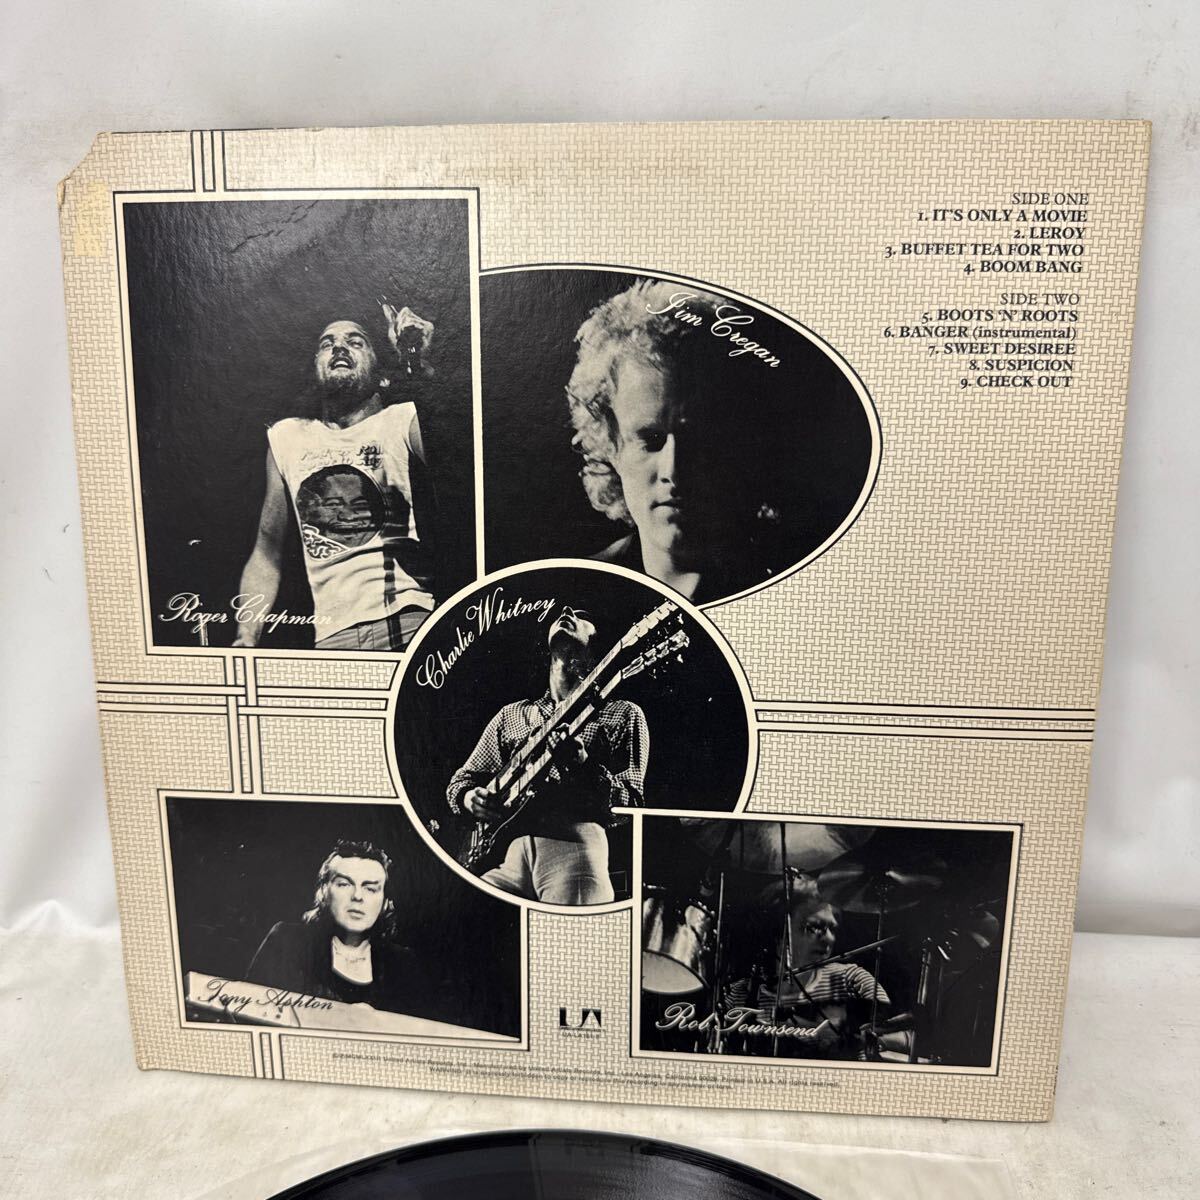 SIDE ONE
1. IT'S ONLY A MOVIE
2. LEROY
3. BUFFET TEA FOR TWO
4. BOOM BANG
SIDE TWO
5. BOOTS 'N' ROOTS
6. BANGER (instrumental)
7. SWEET DESIREE
8. SUSPICION
9. CHECK OUT
Jim Cregan
Roger Chapman
Charlie Whitney
Tony Ashton
Rob Townsend
UA